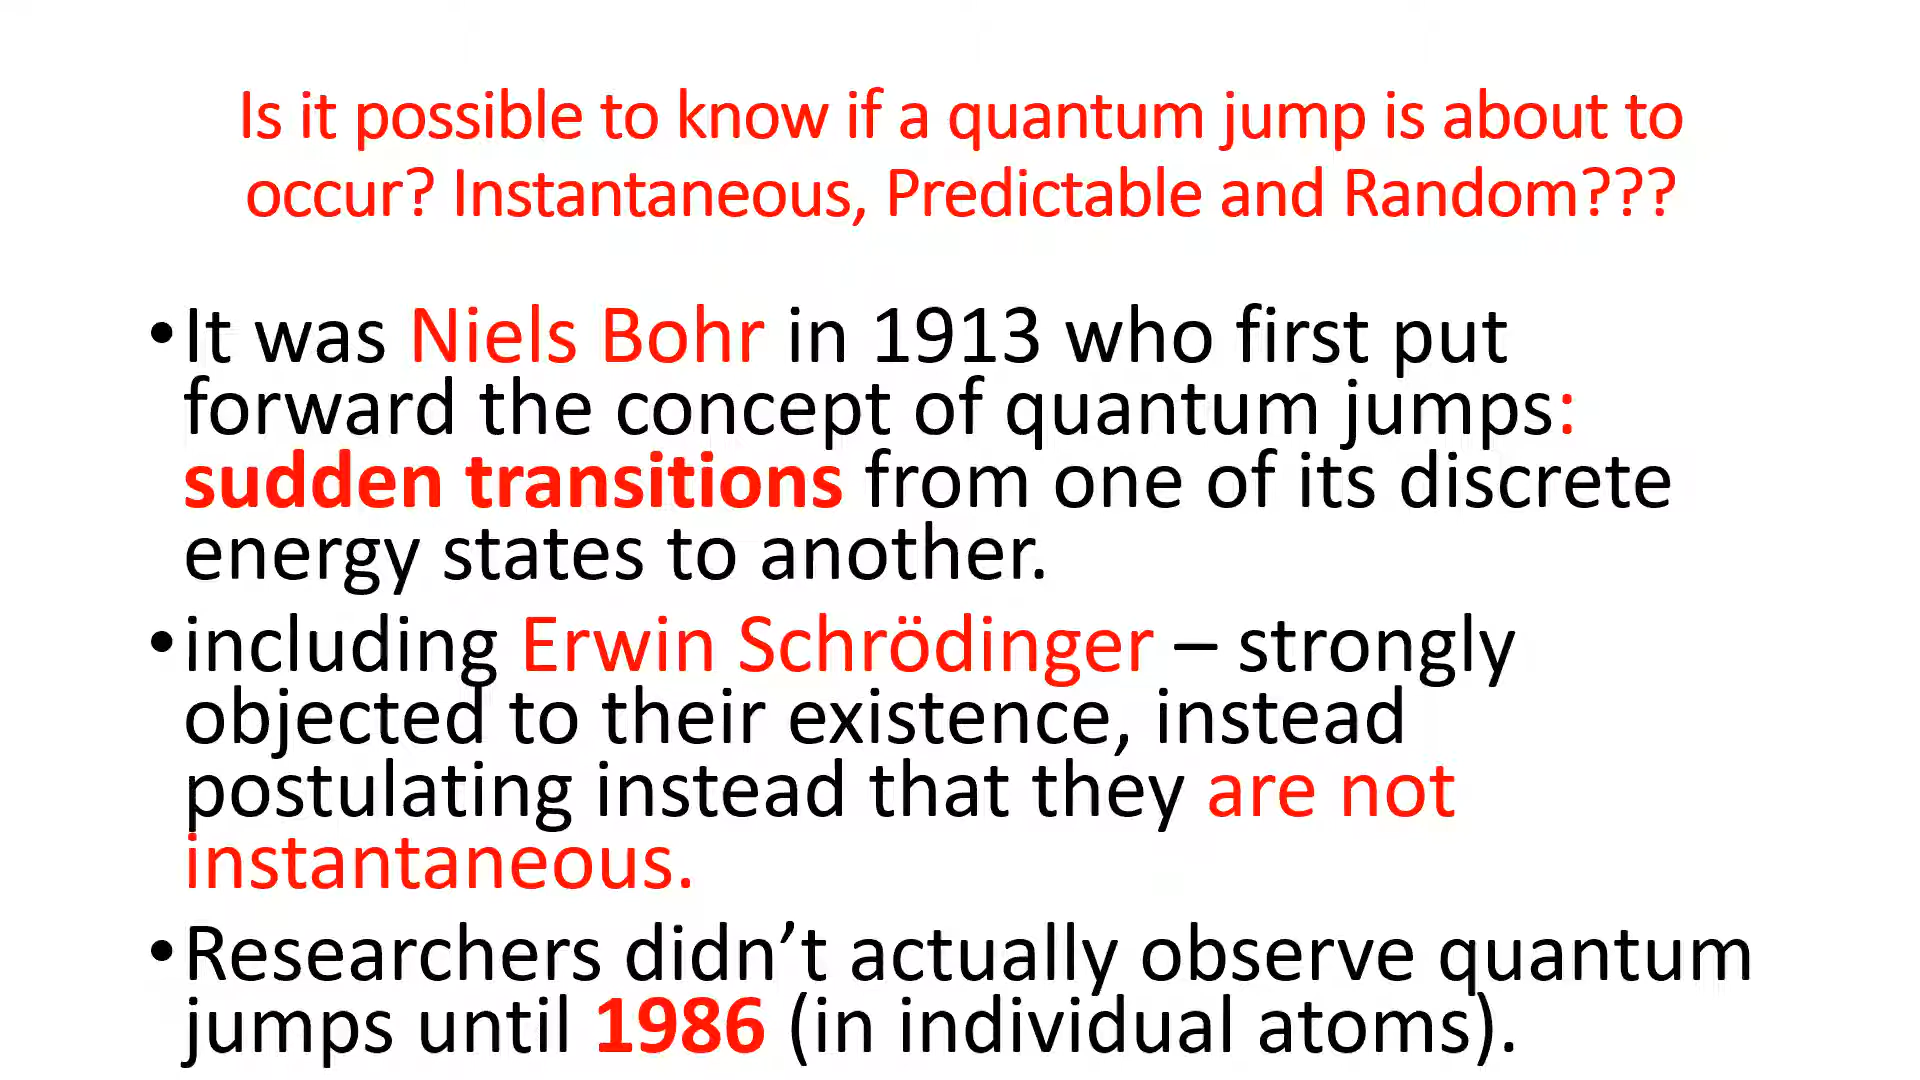 Is it possible to know if a quantum jump is about to
occur? Instantaneous, Predictable and Random???
•It was Niels Bohr in 1913 who first put
forward the concept of quantum jumps:
sudden transitions from one of its discrete
energy states to another.
•including Erwin Schrödinger – strongly
objected to their existence, instead
postulating instead that they are not
instantaneous.
•Researchers didn’t actually observe quantum
jumps until 1986 (in individual atoms).